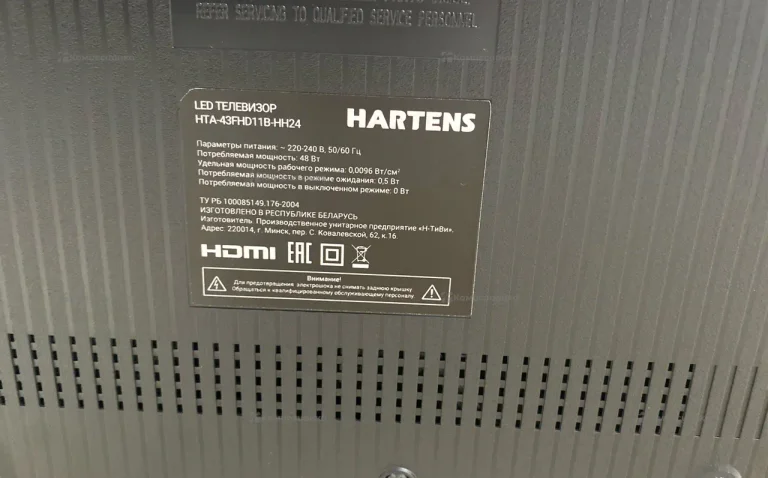 REFER SERVICING TO QUALIFIED SERVICE PERSONNEL.
LED ТЕЛЕВИЗОР
HTA-43FHD11B-HH24
HARTENS
Параметры питания: ~ 220-240 В, 50/60 Гц
Потребляемая мощность: 48 Вт
Удельная мощность рабочего режима: 0,0096 Вт/см²
Потребляемая мощность в режиме ожидания: 0,5 Вт
Потребляемая мощность в выключенном режиме: 0 Вт
ТУ РБ 100085149.176-2004
ИЗГОТОВЛЕНО В РЕСПУБЛИКЕ БЕЛАРУСЬ
Изготовитель: Производственное унитарное предприятие «Н-ТиВи».
Адрес: 220014, г. Минск, пер. С. Ковалевской, 62, к.16
HDMI EAC
Внимание!
Для предотвращения электрошока не снимать заднюю крышку.
Обращаться к квалифицированному обслуживающему персоналу.